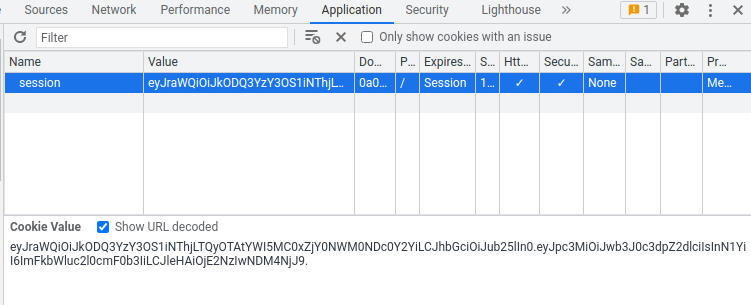 Sources Network Performance Memory Application Security Lighthouse » 1
Filter Only show cookies with an issue
Name Value Do... P... Expires... S... Htt... Secu... Sam... Sa... Part... Pr...
session eyJraWQiOiJkODQ3YzY3OS1iNThjL... 0a0... / Session 1... ✓ ✓ None Me...
Cookie Value Show URL decoded
eyJraWQiOiJkODQ3YzY3OS1iNThjLTQyOTAtYWI5MC0xZjY0NWM0NDc0Y2YiLCJhbGciOiJub25lIn0.eyJpc3MiOiJwb3J0c3dpZ2dlciIsInN1Yi
I6ImFkbWluc2l0cmF0b3IiLCJleHAiOjE2NzIwNDM4NjJ9.